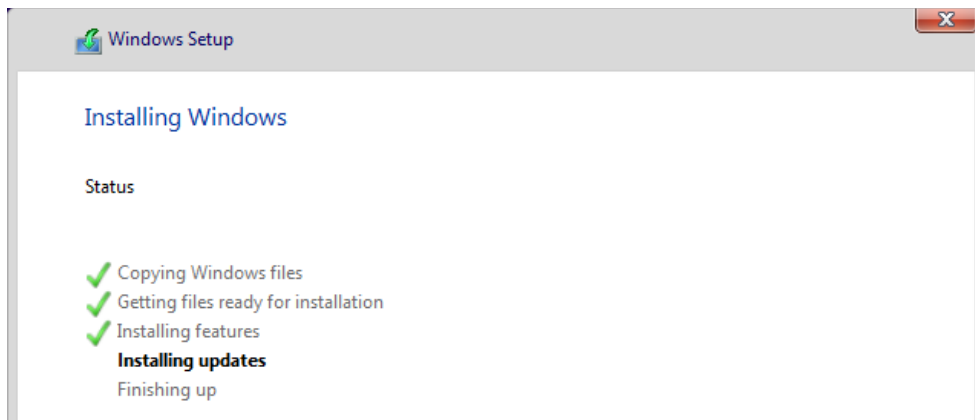 Windows Setup
Installing Windows
Status
Copying Windows files
Getting files ready for installation
Installing features
Installing updates
Finishing up